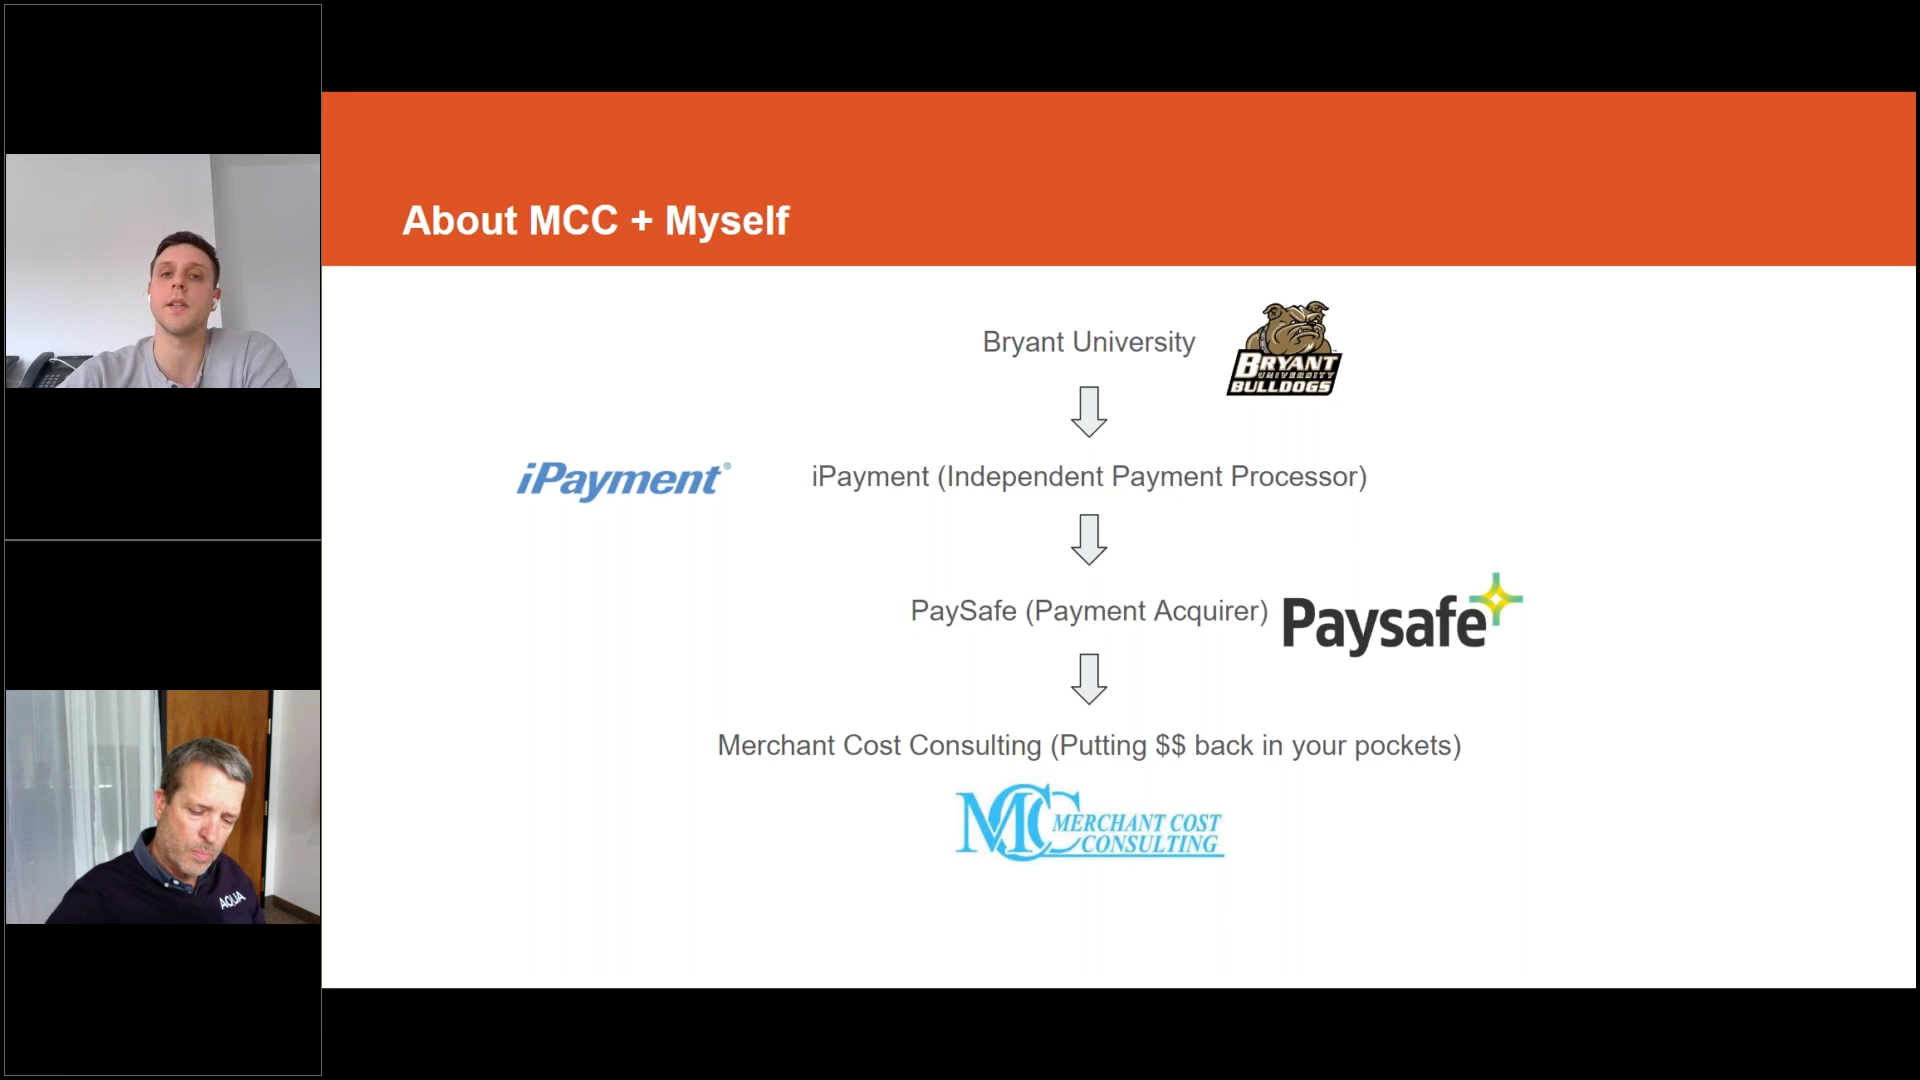 About MCC + Myself
Bryant University
BRYANT
UNIVERSITY
BULLDOGS
iPayment®
iPayment (Independent Payment Processor)
PaySafe (Payment Acquirer)
Paysafe
Merchant Cost Consulting (Putting $$ back in your pockets)
MCC MERCHANT COST
CONSULTING
AQUA